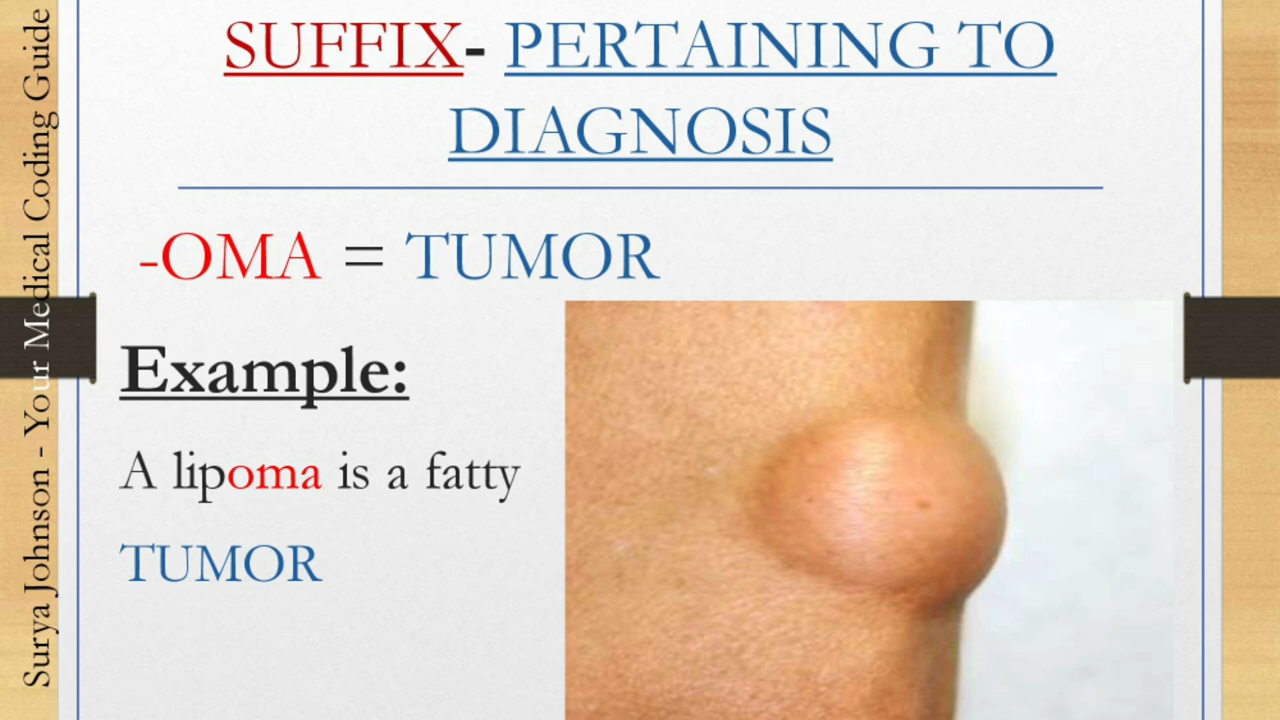 SUFFIX- PERTAINING TO
DIAGNOSIS
-OMA = TUMOR
Example:
A lipoma is a fatty
TUMOR
Surya Johnson - Your Medical Coding Guide